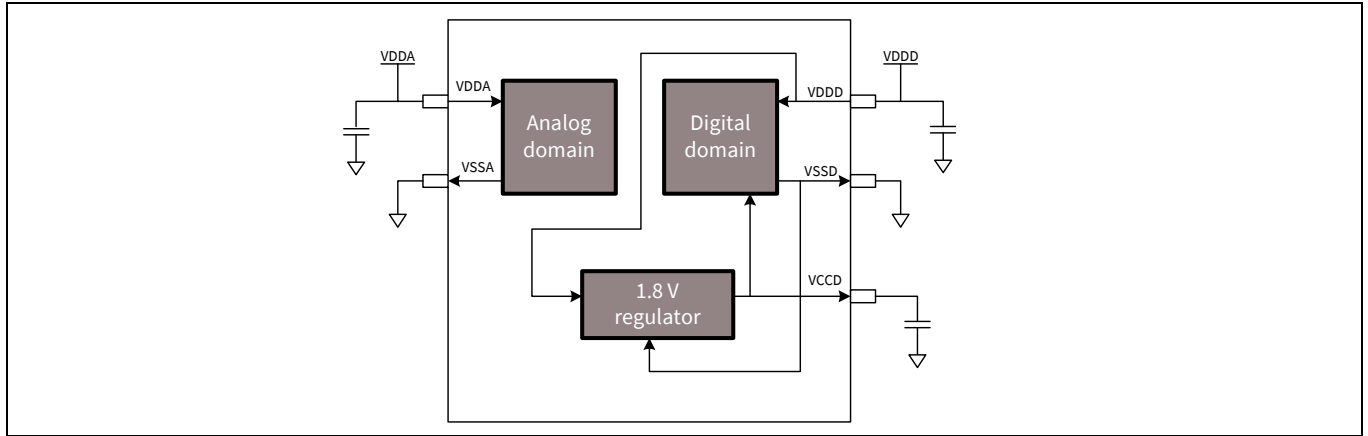 VDDA
VDDD
VDDA
VDDD
Analog
domain
Digital
domain
VSSA
VSSD
VCCD
1.8 V
regulator